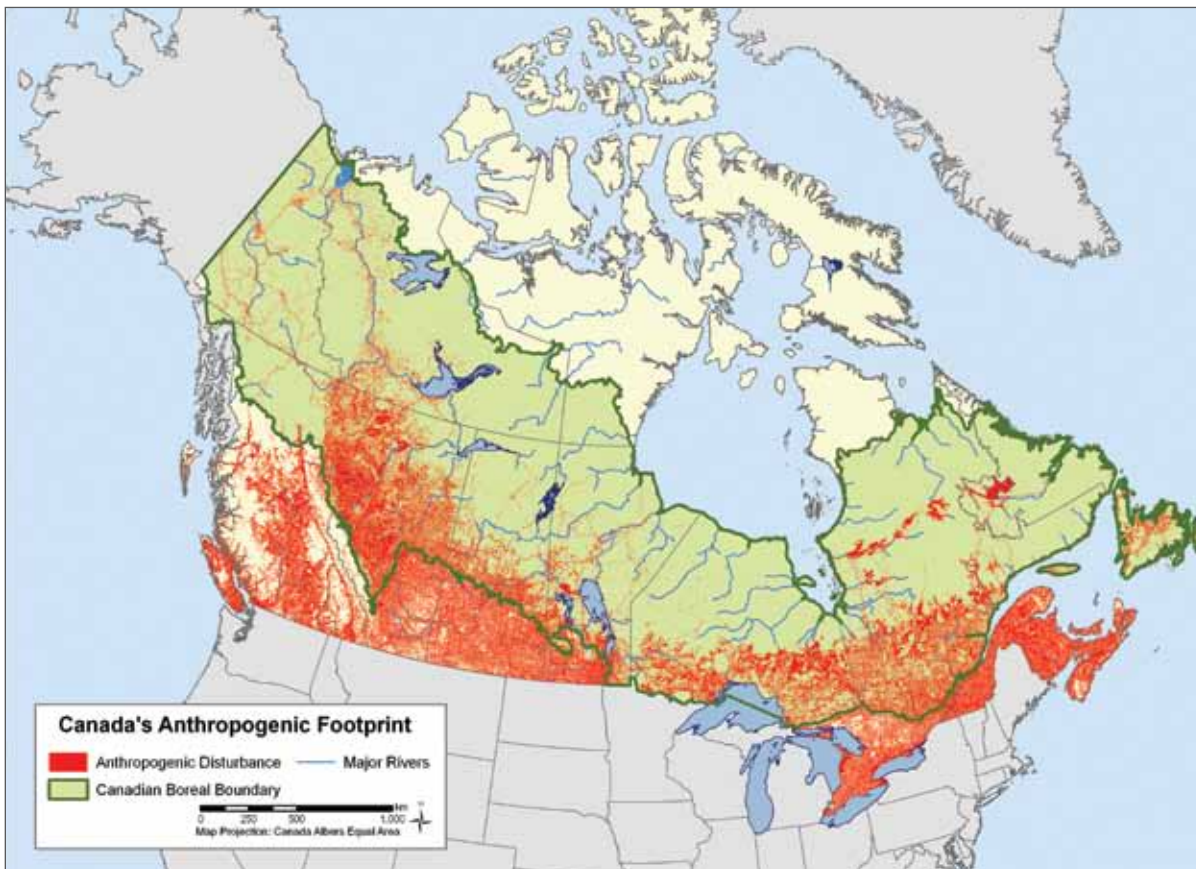 Canada's Anthropogenic Footprint
Anthropogenic Disturbance
Major Rivers
Canadian Boreal Boundary
km
0 250 500 1,000
Map Projection: Canada Albers Equal Area